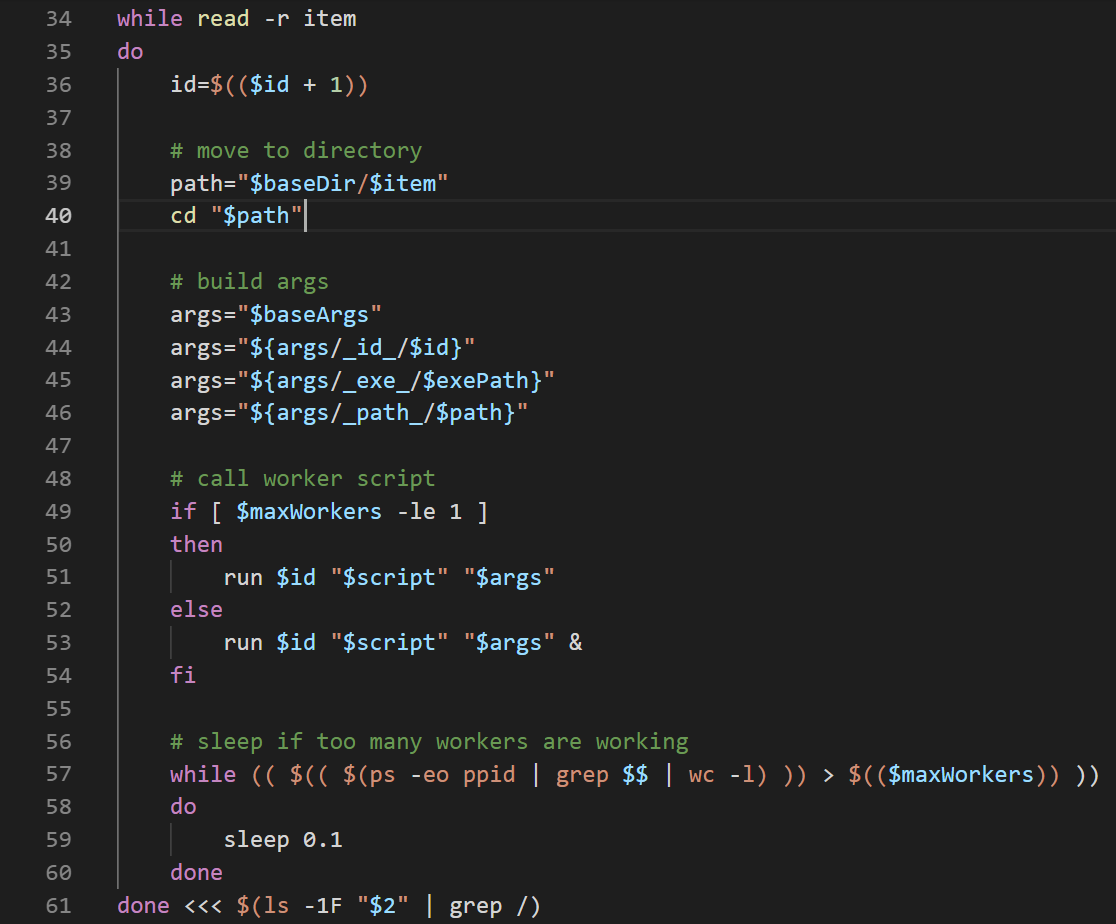 34 while read -r item
35 do
36 id=$(($id + 1))
37
38 # move to directory
39 path="$baseDir/$item"
40 cd "$path"
41
42 # build args
43 args="$baseArgs"
44 args="${args/_id_/$id}"
45 args="${args/_exe_/$exePath}"
46 args="${args/_path_/$path}"
47
48 # call worker script
49 if [ $maxWorkers -le 1 ]
50 then
51 run $id "$script" "$args"
52 else
53 run $id "$script" "$args" &
54 fi
55
56 # sleep if too many workers are working
57 while (( $(( $(ps -eo ppid | grep $$ | wc -l) )) > $(($maxWorkers)) ))
58 do
59 sleep 0.1
60 done
61 done <<< $(ls -1F "$2" | grep /)